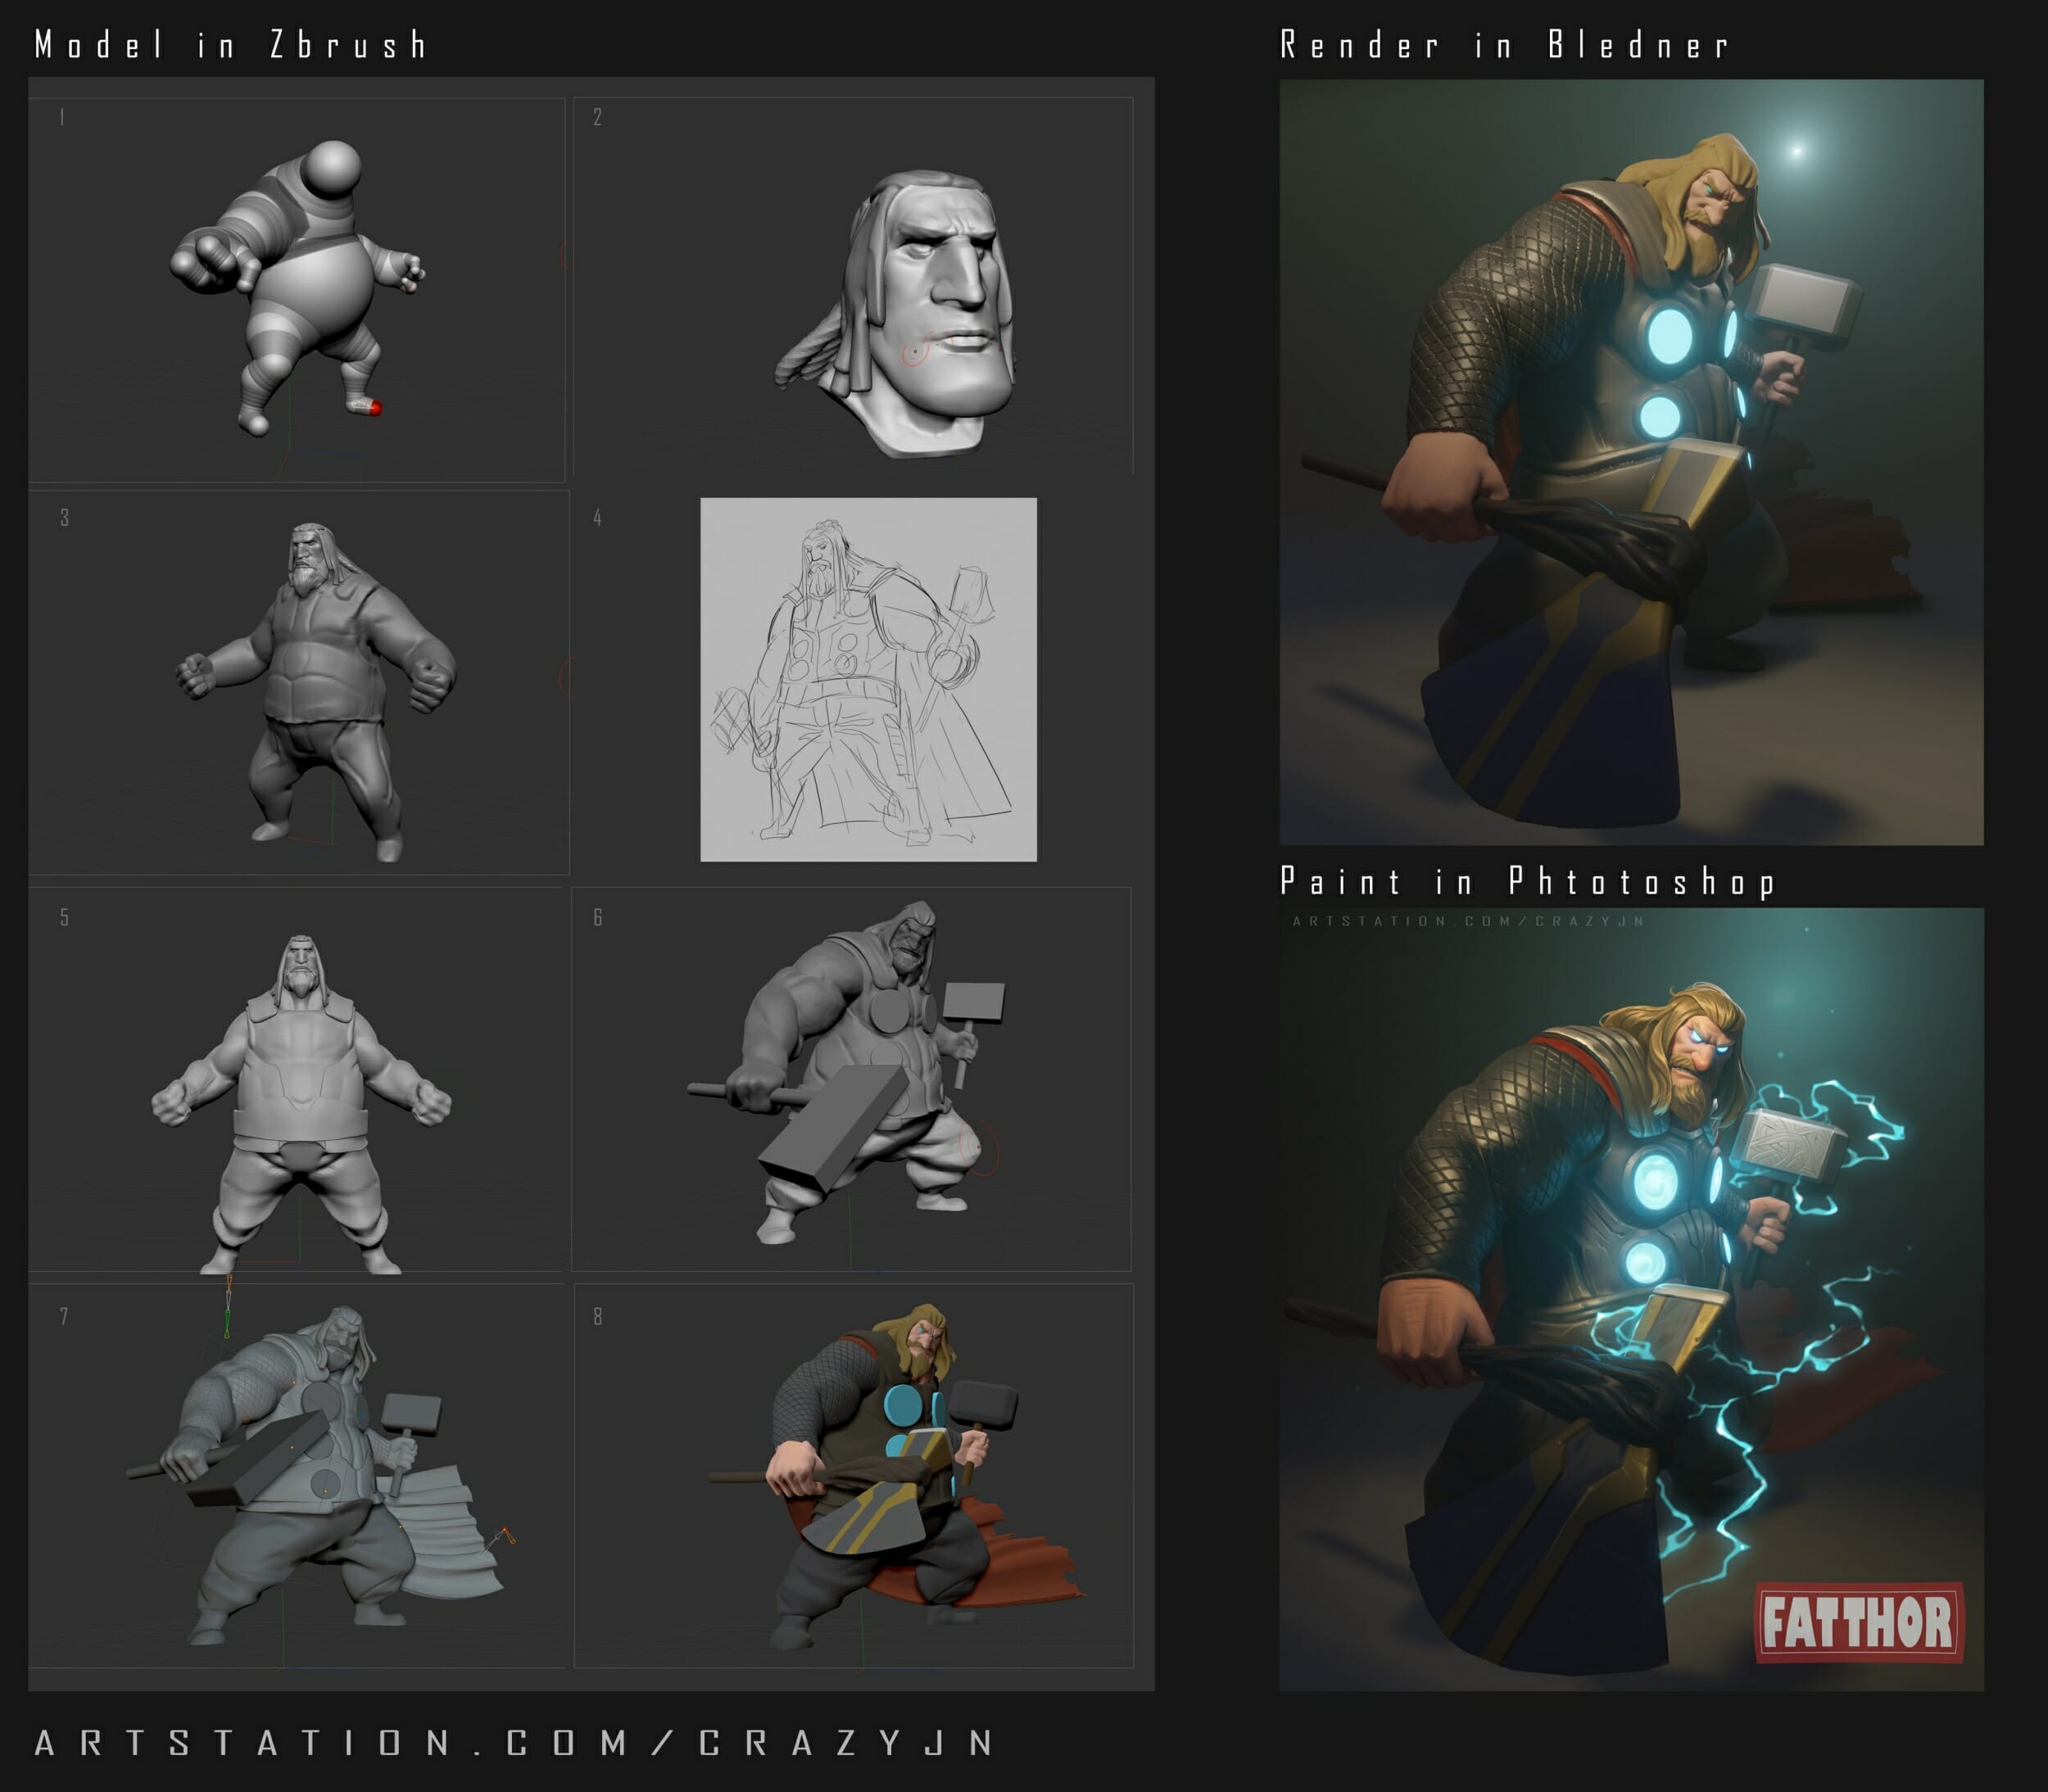 Model in Zbrush
1
2
3
4
5
6
7
8
ARTSTATION.COM/CRAZYJN
Render in Bledner
Paint in Phtotoshop
ARTSTATION.COM/CRAZYJN
FATTHOR